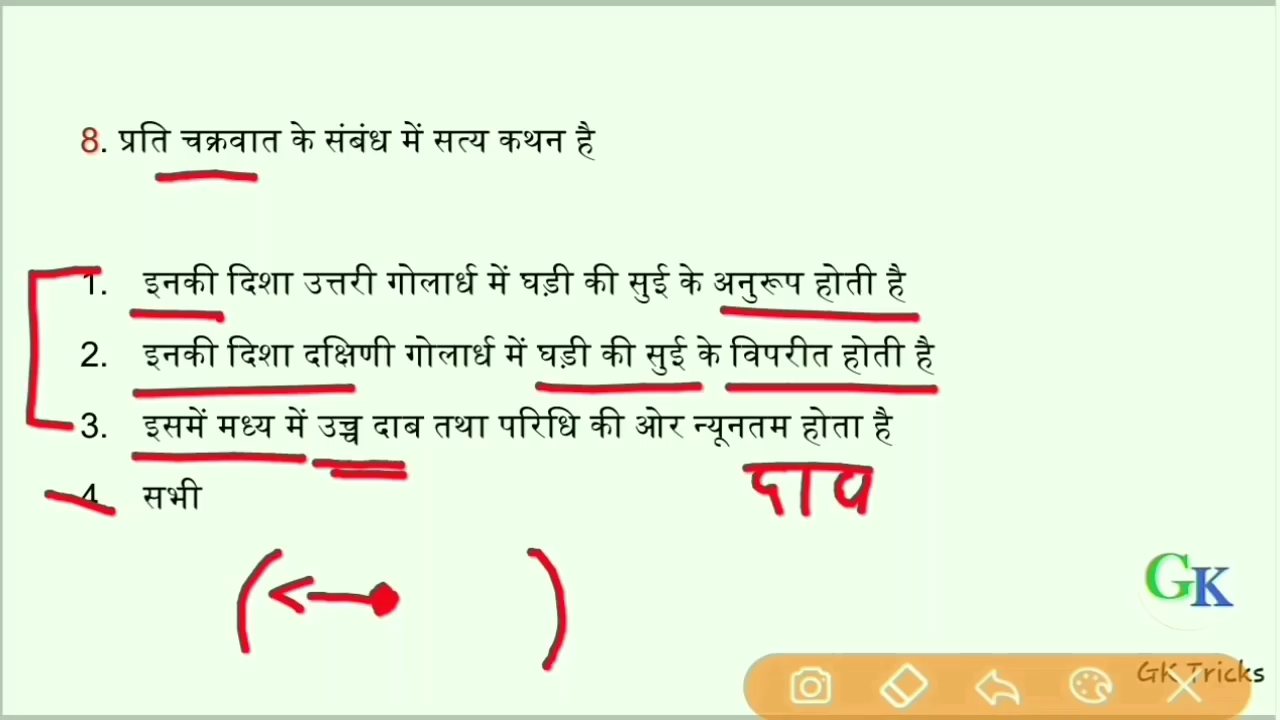 8. प्रति चक्रवात के संबंध में सत्य कथन है
1. इनकी दिशा उत्तरी गोलार्ध में घड़ी की सुई के अनुरूप होती है
2. इनकी दिशा दक्षिणी गोलार्ध में घड़ी की सुई के विपरीत होती है
3. इसमें मध्य में उच्च दाब तथा परिधि की ओर न्यूनतम होता है
4. सभी
दाव
GK
GK Tricks